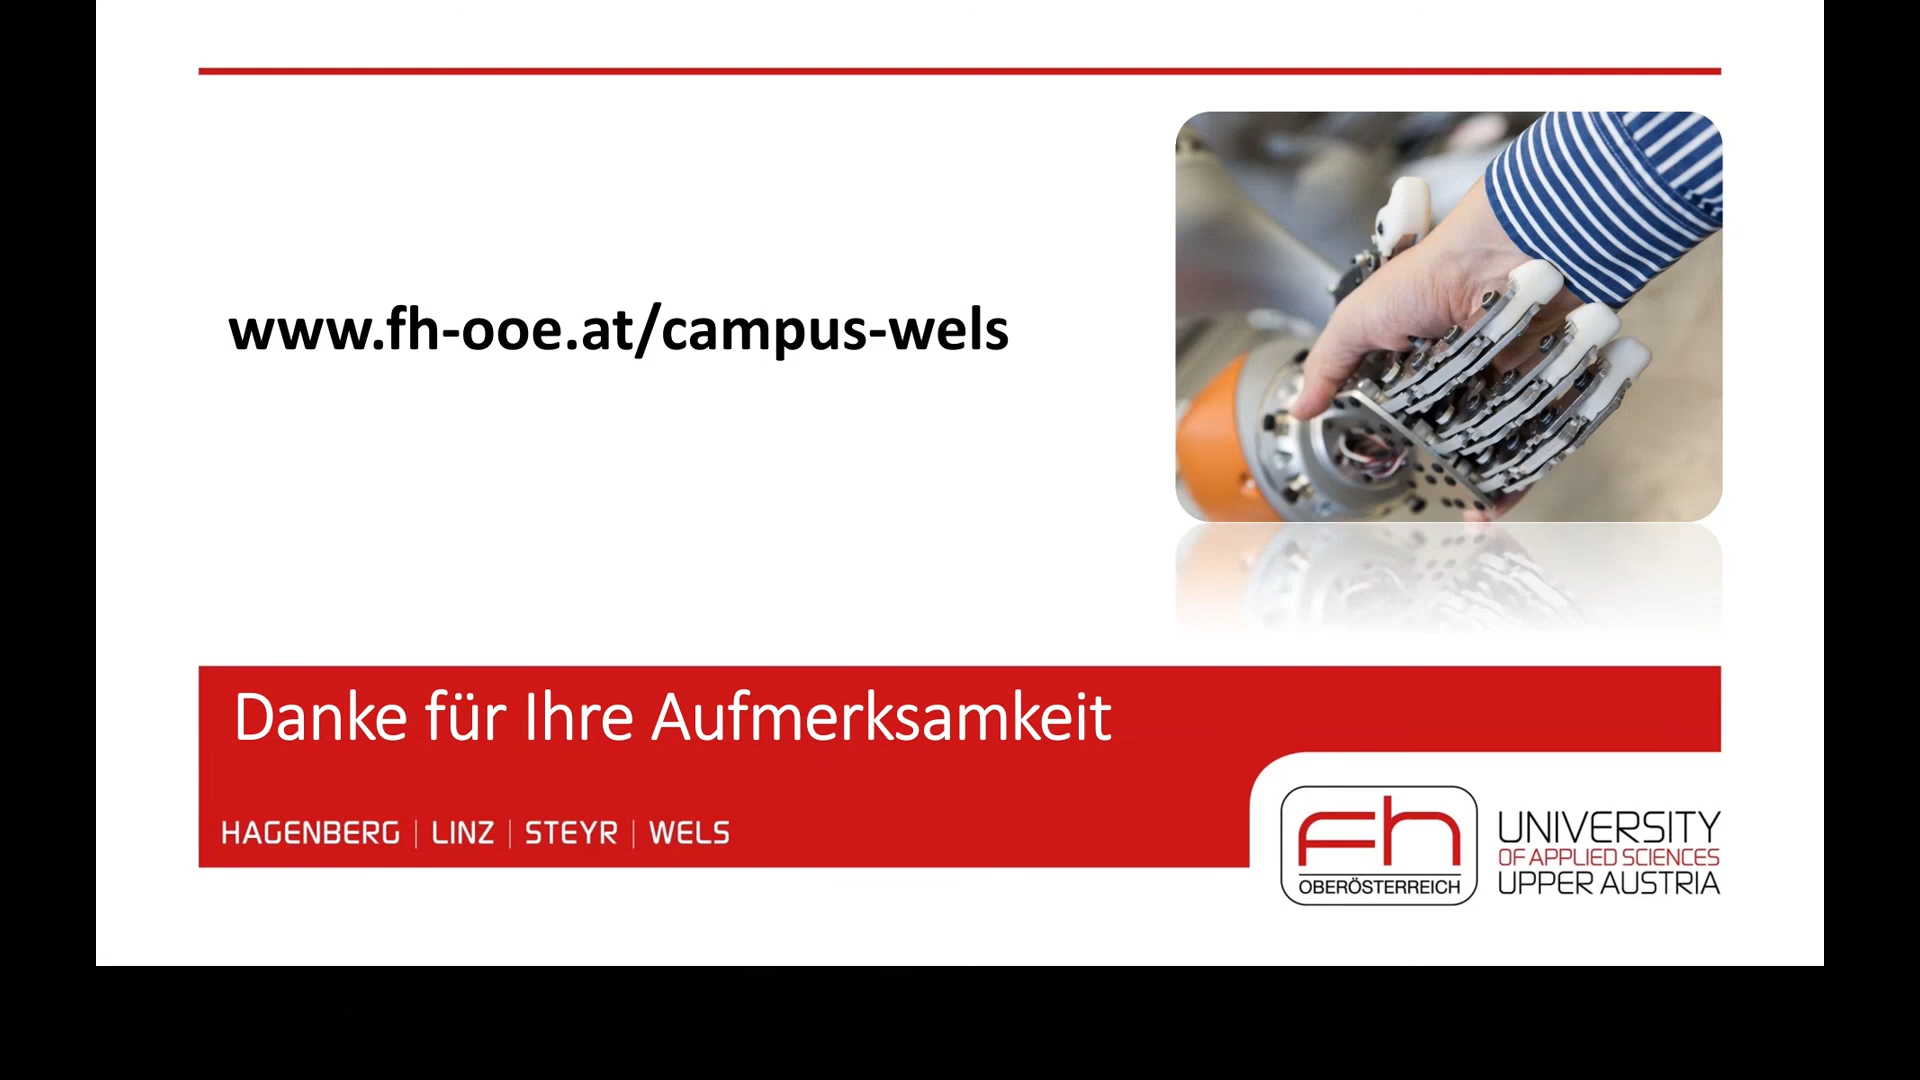 www.fh-ooe.at/campus-wels
Danke für Ihre Aufmerksamkeit
HAGENBERG | LINZ | STEYR | WELS
fh
OBERÖSTERREICH
UNIVERSITY
OF APPLIED SCIENCES
UPPER AUSTRIA